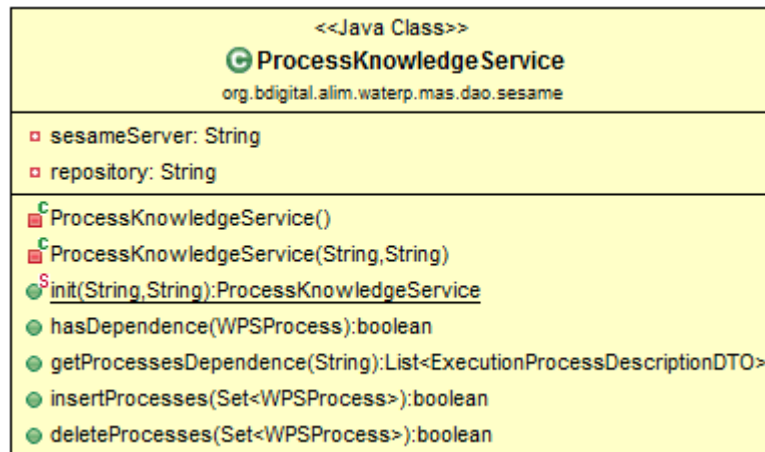 <<Java Class>>
C ProcessKnowledgeService
org.bdigital.alim.waterp.mas.dao.sesame
sesameServer: String
repository: String
C ProcessKnowledgeService()
C ProcessKnowledgeService(String,String)
S init(String,String):ProcessKnowledgeService
hasDependence(WPSProcess):boolean
getProcessesDependence(String):List<ExecutionProcessDescriptionDTO>
insertProcesses(Set<WPSProcess>):boolean
deleteProcesses(Set<WPSProcess>):boolean